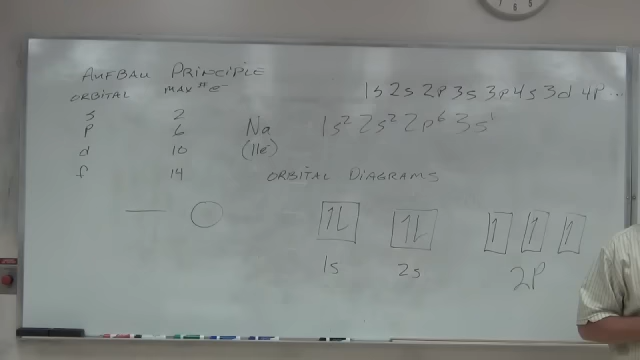 AUFBAU PRINCIPLE
ORBITAL MAX # e⁻
s 2
p 6
d 10
f 14
1s 2s 2p 3s 3p 4s 3d 4p...
Na 1s² 2s² 2p⁶ 3s¹
(11e⁻)
ORBITAL DIAGRAMS
1s 2s 2p